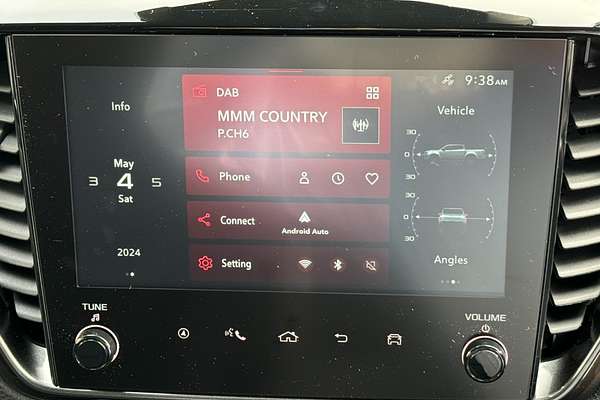 DAB
9:38AM
Info
MMM COUNTRY
P.CH6
Vehicle
30
0
30
May
3 4 5
Sat
Phone
Connect
Android Auto
30
0
30
2024
Setting
Angles
TUNE
VOLUME